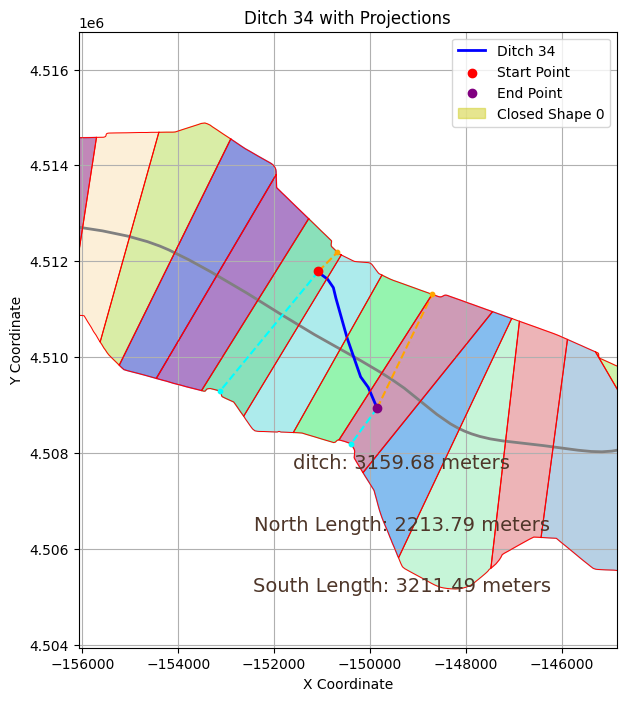 Ditch 34 with Projections
1e6
Ditch 34
Start Point
End Point
Closed Shape 0
4.516
4.514
4.512
4.510
4.508
4.506
4.504
Y Coordinate
ditch: 3159.68 meters
North Length: 2213.79 meters
South Length: 3211.49 meters
−156000 −154000 −152000 −150000 −148000 −146000
X Coordinate